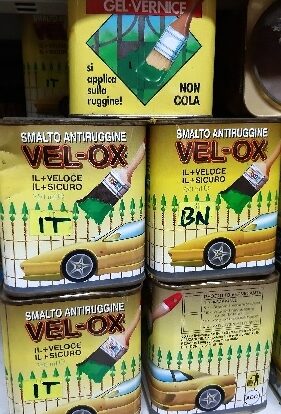 GEL-VERNICE
si
applica
sulla
ruggine!
NON
COLA
SMALTO ANTIRUGGINE
VEL-OX
IL+VELOCE
IL+SICURO
IT
SMALTO ANTIRUGGINE
VEL-OX
IL+VELOCE
IL+SICURO
BN
SMALTO ANTIRUGGINE
VEL-OX
IL+VELOCE
IL+SICURO
IT